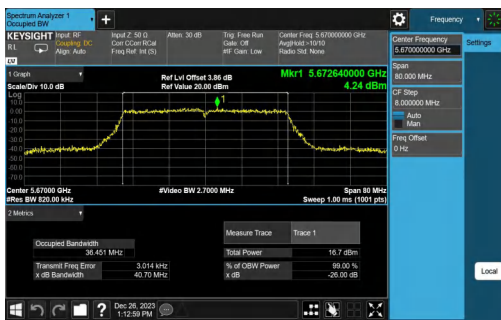 Spectrum Analyzer 1
Occupied BW
+
Frequency
KEYSIGHT Input: RF Input Z: 50 Ω Atten: 30 dB Trig: Free Run Center Freq: 5.670000000 GHz
RL Coupling: DC Corr CCorr RCal Gate: Off Avg|Hold:>10/10
Align: Auto Freq Ref: Int (S) #IF Gain: Low Radio Std: None
LXI
Center Frequency
5.670000000 GHz
Settings
Span
80.000 MHz
CF Step
8.000000 MHz
Auto
Man
Freq Offset
0 Hz
1 Graph
Scale/Div 10.0 dB
Ref Lvl Offset 3.86 dB
Ref Value 20.00 dBm
Mkr1 5.672640000 GHz
4.24 dBm
Log
10.0
0.00
-10.0
-20.0
-30.0
-40.0
-50.0
-60.0
-70.0
1
Center 5.67000 GHz #Video BW 2.7000 MHz Span 80 MHz
#Res BW 820.00 kHz Sweep 1.00 ms (1001 pts)
2 Metrics
Measure Trace Trace 1
Occupied Bandwidth
36.451 MHz Total Power 16.7 dBm
Transmit Freq Error 3.014 kHz % of OBW Power 99.00 %
x dB Bandwidth 40.70 MHz x dB -26.00 dB
Local
?
Dec 26, 2023
1:12:59 PM